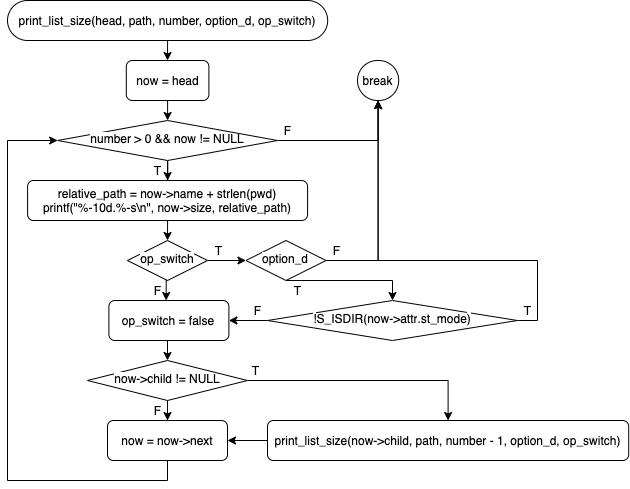 print_list_size(head, path, number, option_d, op_switch)
now = head
break
number > 0 && now != NULL
F
T
relative_path = now->name + strlen(pwd)
printf("%-10d.%-s\n", now->size, relative_path)
op_switch
T
option_d
F
F
T
op_switch = false
F
!S_ISDIR(now->attr.st_mode)
T
now->child != NULL
T
F
now = now->next
print_list_size(now->child, path, number - 1, option_d, op_switch)